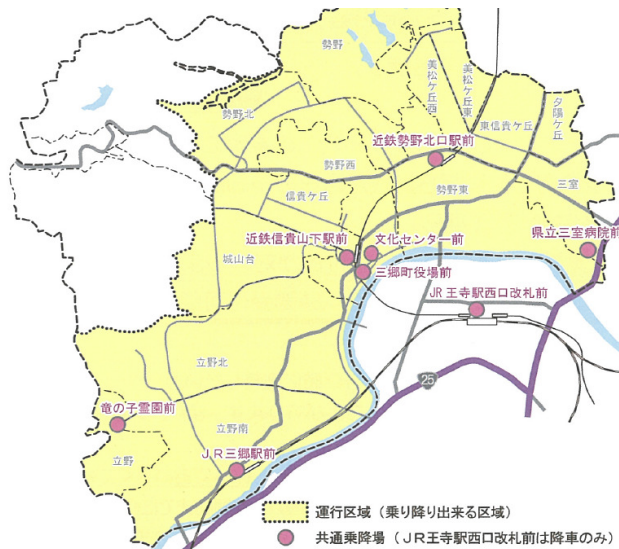 勢野
美松ケ丘西
美松ケ丘東
夕陽ケ丘
勢野北
東信貴ケ丘
近鉄勢野北口駅前
勢野西
三室
信貴ケ丘
勢野東
近鉄信貴山下駅前
文化センター前
県立三室病院前
城山台
三郷町役場前
JR王寺駅西口改札前
立野北
25
竜の子霊園前
立野南
JR三郷駅前
立野
運行区域(乗り降り出来る区域)
共通乗降場(JR王寺駅西口改札前は降車のみ)